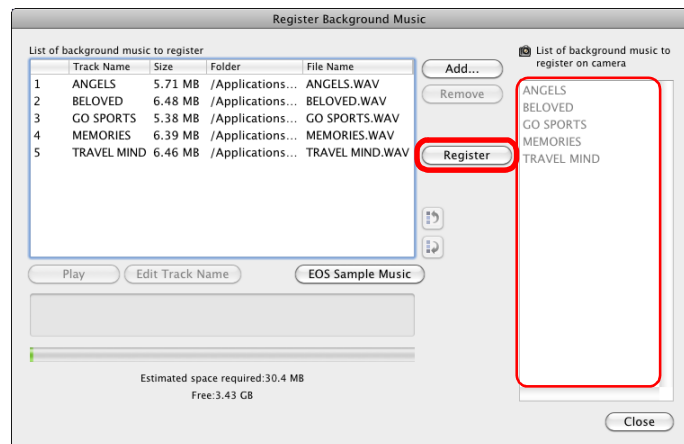 Register Background Music
List of background music to register
Track Name Size Folder File Name
1 ANGELS 5.71 MB /Applications... ANGELS.WAV
2 BELOVED 6.48 MB /Applications... BELOVED.WAV
3 GO SPORTS 5.38 MB /Applications... GO SPORTS.WAV
4 MEMORIES 6.39 MB /Applications... MEMORIES.WAV
5 TRAVEL MIND 6.46 MB /Applications... TRAVEL MIND.WAV
Add...
Remove
Register
Play
Edit Track Name
EOS Sample Music
Estimated space required:30.4 MB
Free:3.43 GB
List of background music to
register on camera
ANGELS
BELOVED
GO SPORTS
MEMORIES
TRAVEL MIND
Close